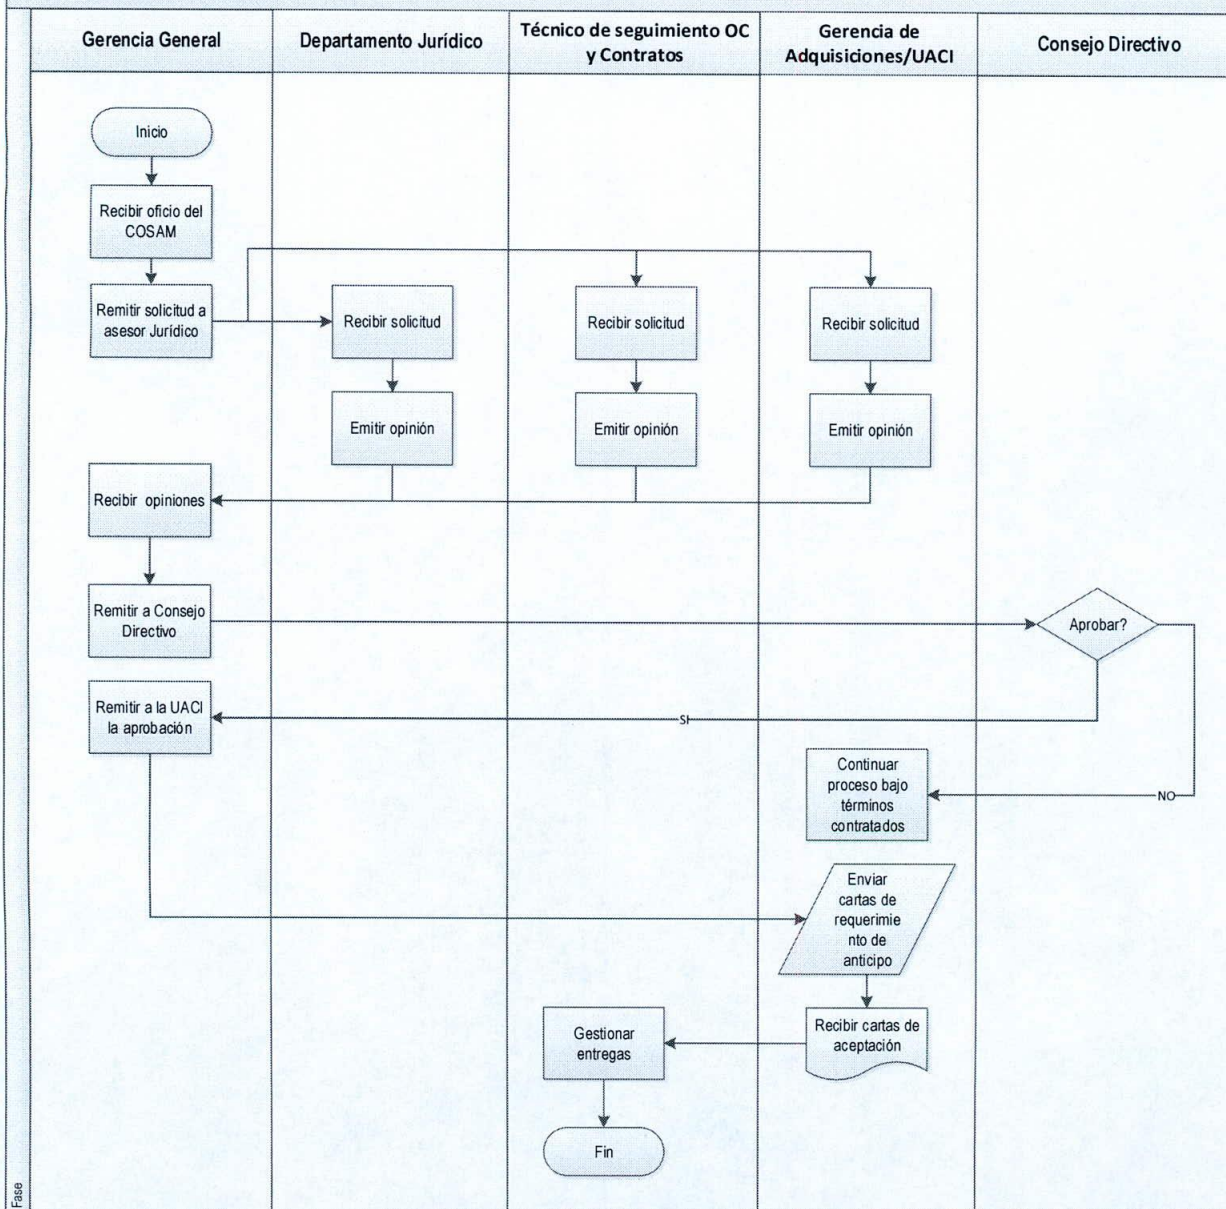 Gerencia General
Departamento Jurídico
Técnico de seguimiento OC
y Contratos
Gerencia de
Adquisiciones/UACI
Consejo Directivo
Inicio
Recibir oficio del
COSAM
Remitir solicitud a
asesor Jurídico
Recibir solicitud
Recibir solicitud
Recibir solicitud
Emitir opinión
Emitir opinión
Emitir opinión
Recibir opiniones
Remitir a Consejo
Directivo
Aprobar?
Remitir a la UACI
la aprobación
SI
Continuar
proceso bajo
términos
contratados
NO
Enviar
cartas de
requerimie
nto de
anticipo
Gestionar
entregas
Recibir cartas de
aceptación
Fin
Fase